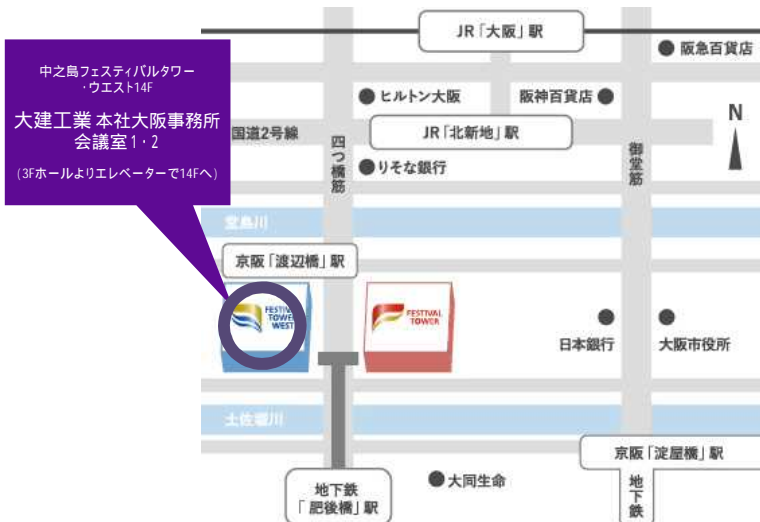 JR「大阪」駅
阪急百貨店
中之島フェスティバルタワー
・ウエスト14F
大建工業 本社大阪事務所
会議室1・2
(3Fホールよりエレベーターで14Fへ)
ヒルトン大阪
阪神百貨店
N
国道2号線
JR「北新地」駅
四つ橋筋
御堂筋
りそな銀行
堂島川
京阪「渡辺橋」駅
FESTIVAL
TOWER
WEST
FESTIVAL
TOWER
日本銀行
大阪市役所
土佐堀川
京阪「淀屋橋」駅
大同生命
地下鉄
「肥後橋」駅
地下鉄